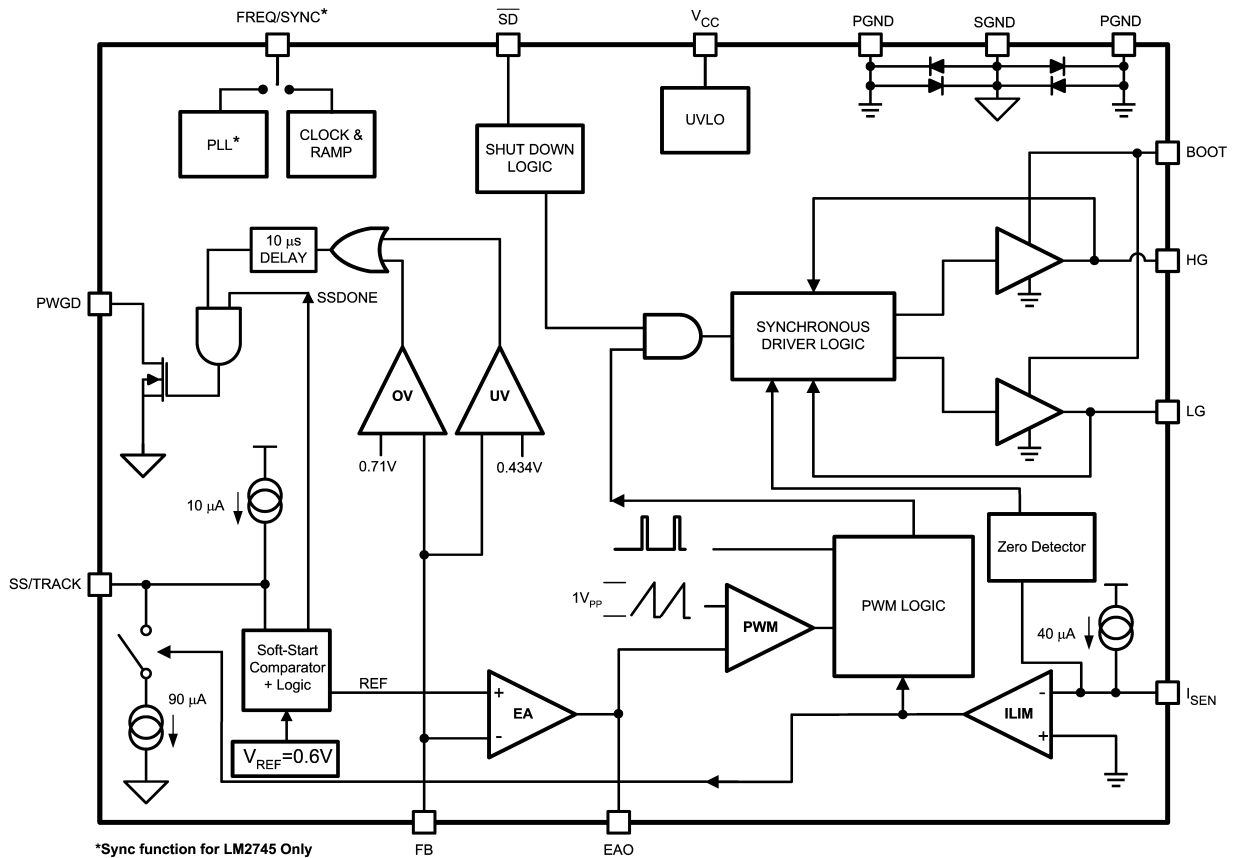 FREQ/SYNC*
SD
VCC
PGND
SGND
PGND
PLL*
CLOCK &
RAMP
SHUT DOWN
LOGIC
UVLO
BOOT
10 μs
DELAY
HG
PWGD
SSDONE
SYNCHRONOUS
DRIVER LOGIC
OV
UV
LG
0.71V
0.434V
10 μA
Zero Detector
SS/TRACK
1VPP
PWM
PWM LOGIC
40 μA
Soft-Start
Comparator
+ Logic
REF
+
EA
-
90 μA
-
ILIM
+
ISEN
VREF=0.6V
*Sync function for LM2745 Only
FB
EAO